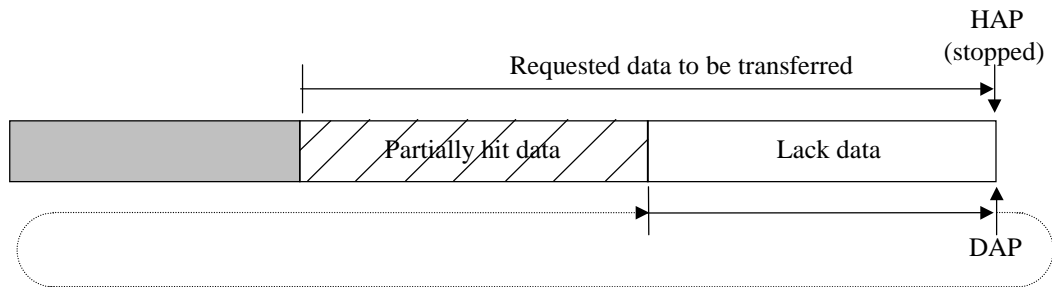 HAP
(stopped)
Requested data to be transferred
Partially hit data
Lack data
DAP